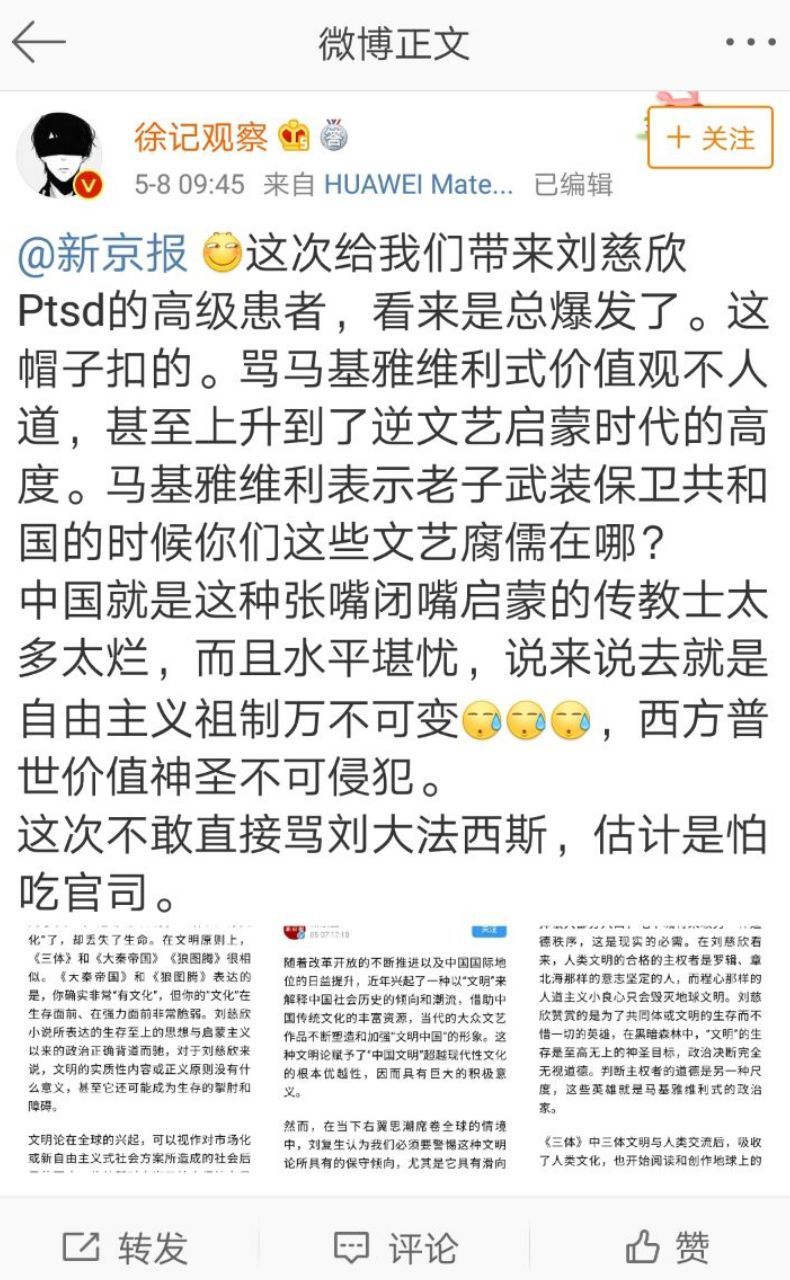 微博正文
徐记观察
+ 关注
5-8 09:45 来自 HUAWEI Mate... 已编辑
@新京报 这次给我们带来刘慈欣
Ptsd的高级患者，看来是总爆发了。这
帽子扣的。骂马基雅维利式价值观不人
道，甚至上升到了逆文艺启蒙时代的高
度。马基雅维利表示老子武装保卫共和
国的时候你们这些文艺腐儒在哪？
中国就是这种张嘴闭嘴启蒙的传教士太
多太烂，而且水平堪忧，说来说去就是
自由主义祖制万不可变，西方普
世价值神圣不可侵犯。
这次不敢直接骂刘大法西斯，估计是怕
吃官司。
化”了，却丢失了生命。在文明原则上，
《三体》和《大秦帝国》《狼图腾》很相
似。《大秦帝国》和《狼图腾》表达的
是，你确实非常“有文化”，但你的“文化”在
生存面前、在强力面前非常脆弱。刘慈欣
小说所表达的生存至上的思想与启蒙主义
以来的政治正确背道而驰，对于刘慈欣来
说，文明的实质性内容或正义原则没有什
么意义，甚至它还可能成为生存的掣肘和
障碍。
文明论在全球的兴起，可以视作对市场化
或新自由主义式社会方案所造成的社会后
关注
05-07 17:19
随着改革开放的不断推进以及中国国际地
位的日益提升，近年兴起了一种以“文明”来
解释中国社会历史的倾向和潮流，借助中
国传统文化的丰富资源，当代的大众文艺
作品不断塑造和加强“文明中国”的形象。这
种文明论赋予了“中国文明”超越现代性文化
的根本优越性，因而具有巨大的积极意
义。
然而，在当下右翼思潮席卷全球的情境
中，刘复生认为我们必须要警惕这种文明
论所具有的保守倾向，尤其是它具有滑向
德秩序，这是现实的必需。在刘慈欣看
来，人类文明的合格的主权者是罗辑、章
北海那样的意志坚定的人，而程心那样的
人道主义小良心只会毁灭地球文明。刘慈
欣赞赏的是为了共同体或文明的生存而不
惜一切的英雄，在黑暗森林中，“文明”的生
存是至高无上的神圣目标，政治决断完全
无视道德。判断主权者的道德是另一种尺
度，这些英雄就是马基雅维利式的政治
家。
《三体》中三体文明与人类交流后，吸收
了人类文化，也开始阅读和创作地球上的
转发
评论
赞